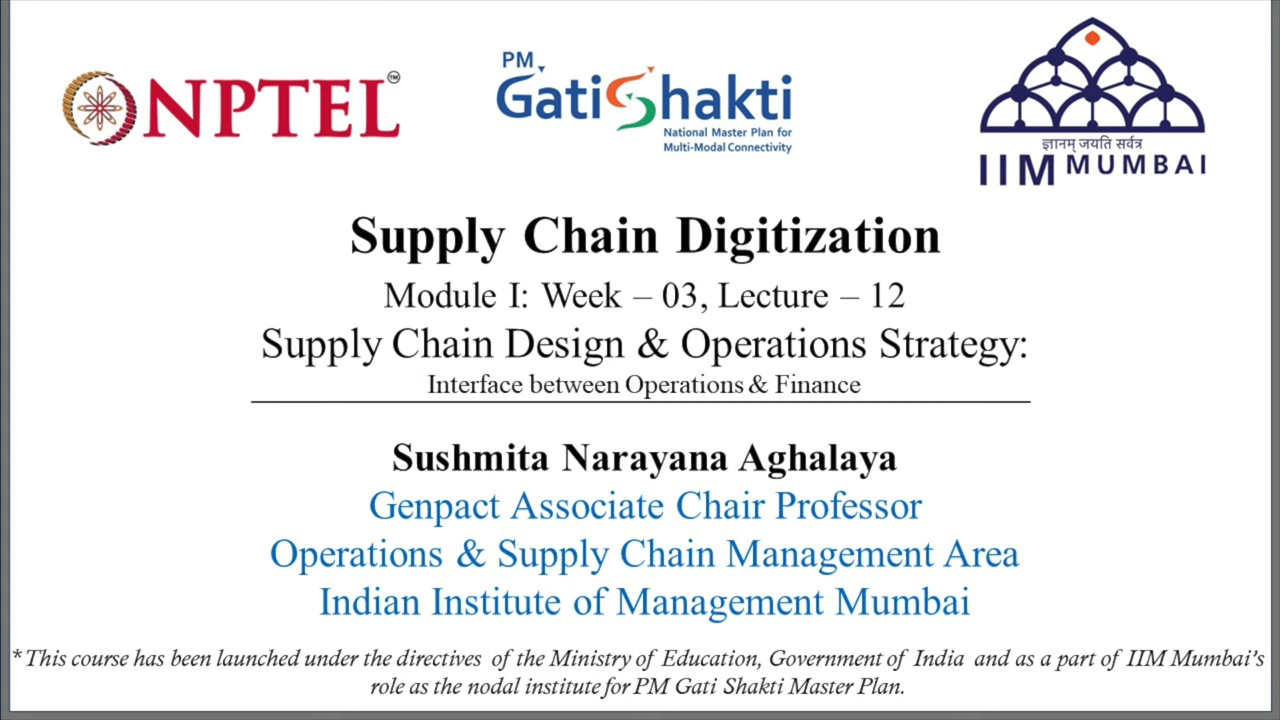 NPTEL™
PM
GatiShakti
National Master Plan for
Multi-Modal Connectivity
ज्ञानम् जयति सर्वत्र
IIM MUMBAI
Supply Chain Digitization
Module I: Week – 03, Lecture – 12
Supply Chain Design & Operations Strategy:
Interface between Operations & Finance
Sushmita Narayana Aghalaya
Genpact Associate Chair Professor
Operations & Supply Chain Management Area
Indian Institute of Management Mumbai
*This course has been launched under the directives of the Ministry of Education, Government of India and as a part of IIM Mumbai's
role as the nodal institute for PM Gati Shakti Master Plan.